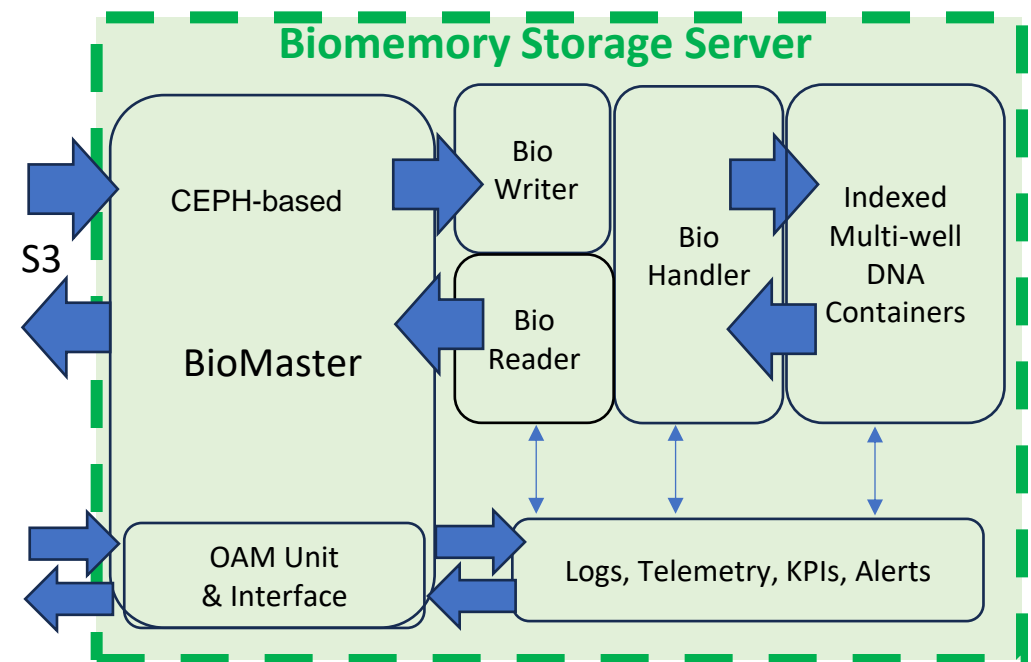 Biomemory Storage Server
S3
CEPH-based
BioMaster
Bio
Writer
Bio
Reader
Bio
Handler
Indexed
Multi-well
DNA
Containers
OAM Unit
& Interface
Logs, Telemetry, KPIs, Alerts